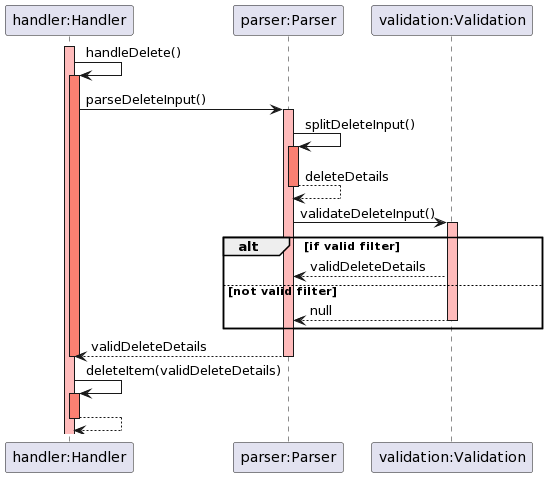 handler:Handler
parser:Parser
validation:Validation
handleDelete()
parseDeleteInput()
splitDeleteInput()
deleteDetails
validateDeleteInput()
alt
[if valid filter]
validDeleteDetails
[not valid filter]
null
validDeleteDetails
deleteItem(validDeleteDetails)
handler:Handler
parser:Parser
validation:Validation